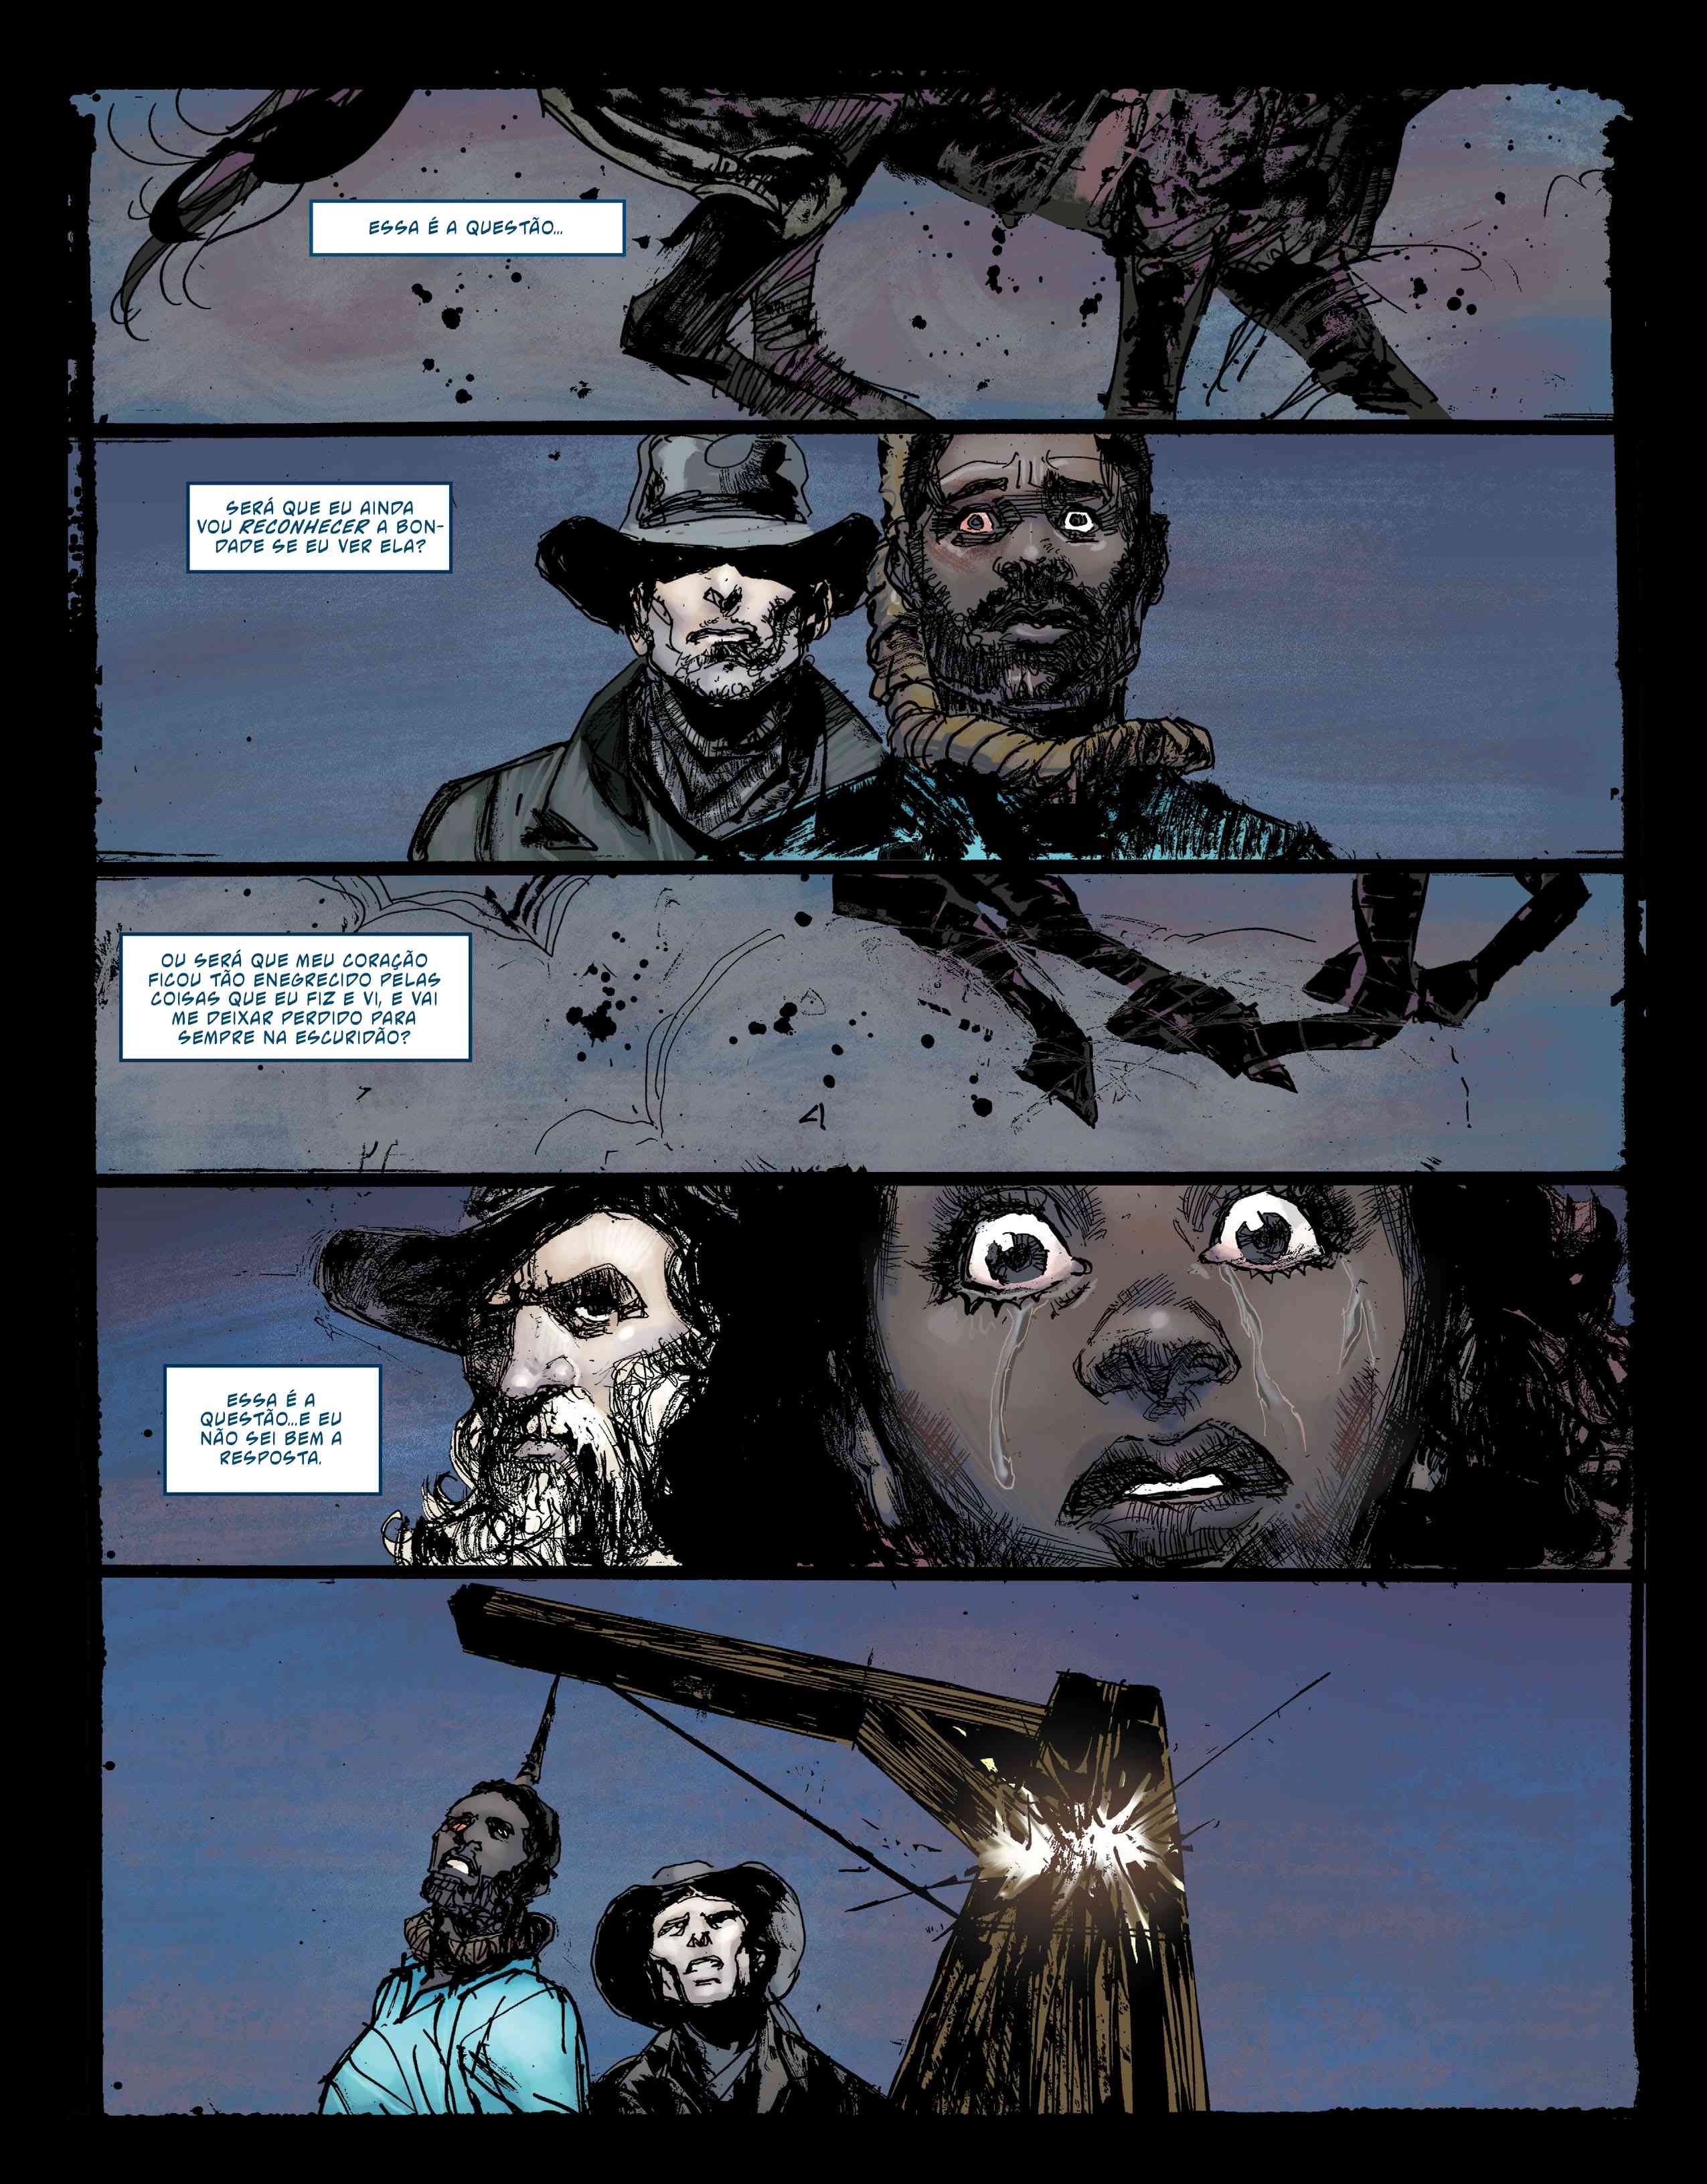 ESSA É A QUESTÃO...
SERÁ QUE EU AINDA
VOU RECONHECER A BON-
DADE SE EU VER ELA?
OU SERÁ QUE MEU CORAÇÃO
FICOU TÃO ENEGRECIDO PELAS
COISAS QUE EU FIZ E VI, E VAI
ME DEIXAR PERDIDO PARA
SEMPRE NA ESCURIDÃO?
ESSA É A
QUESTÃO...E EU
NÃO SEI BEM A
RESPOSTA.